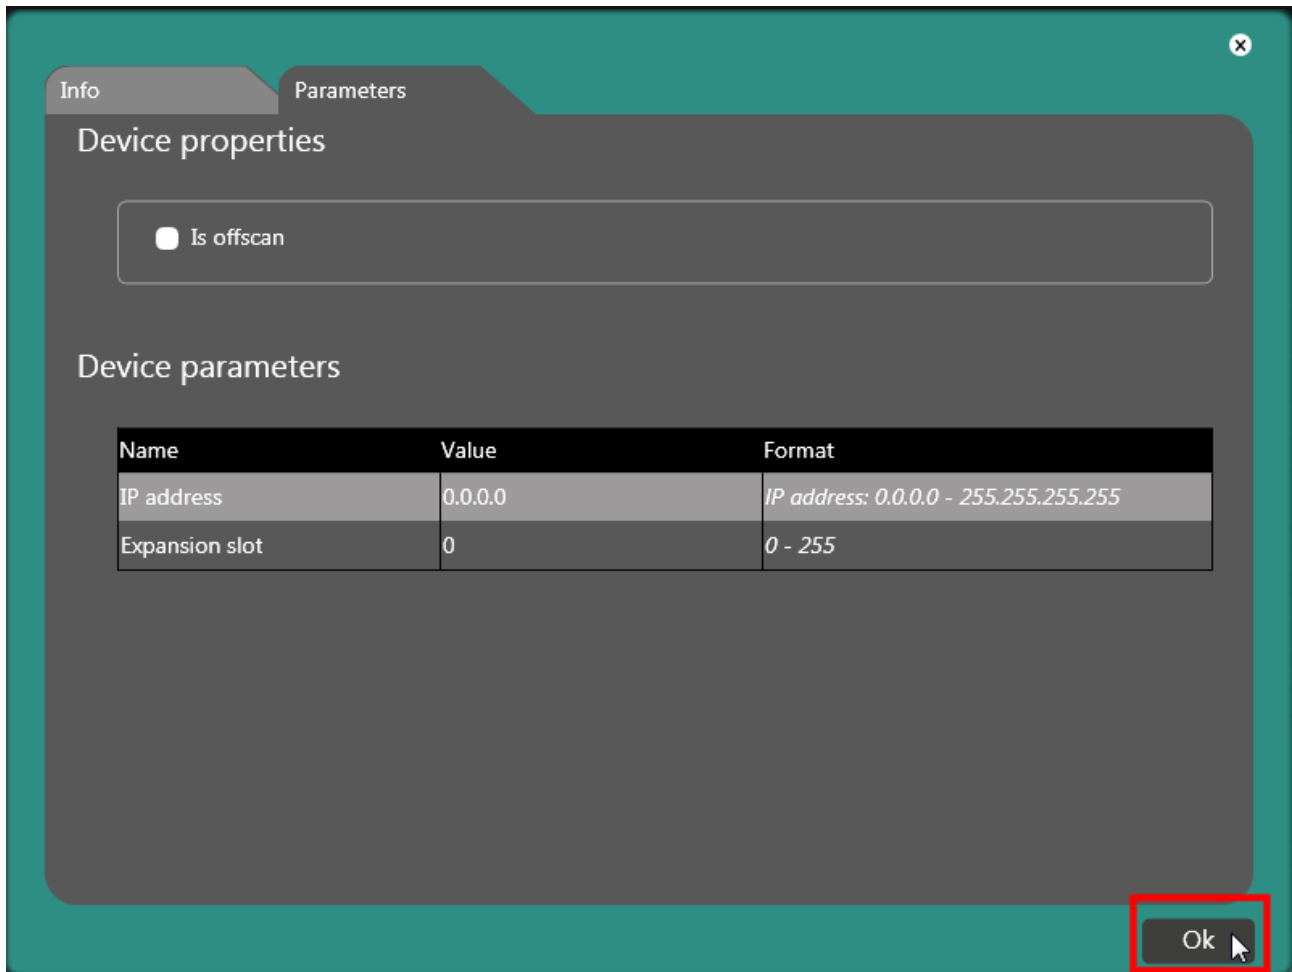 Info Parameters
Device properties
Is offscan
Device parameters
Name Value Format
IP address 0.0.0.0 IP address: 0.0.0.0 - 255.255.255.255
Expansion slot 0 0 - 255
Ok